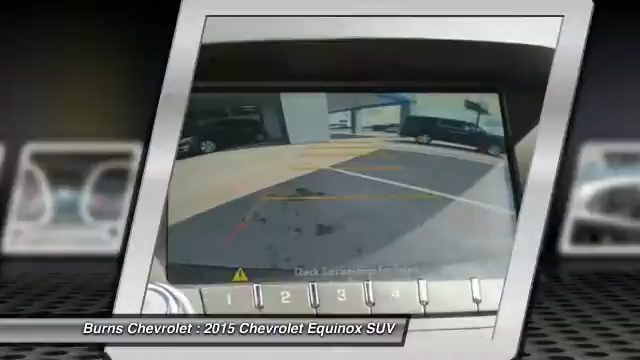 Check Surroundings For Safety
1 2 3 4
Burns Chevrolet : 2015 Chevrolet Equinox SUV